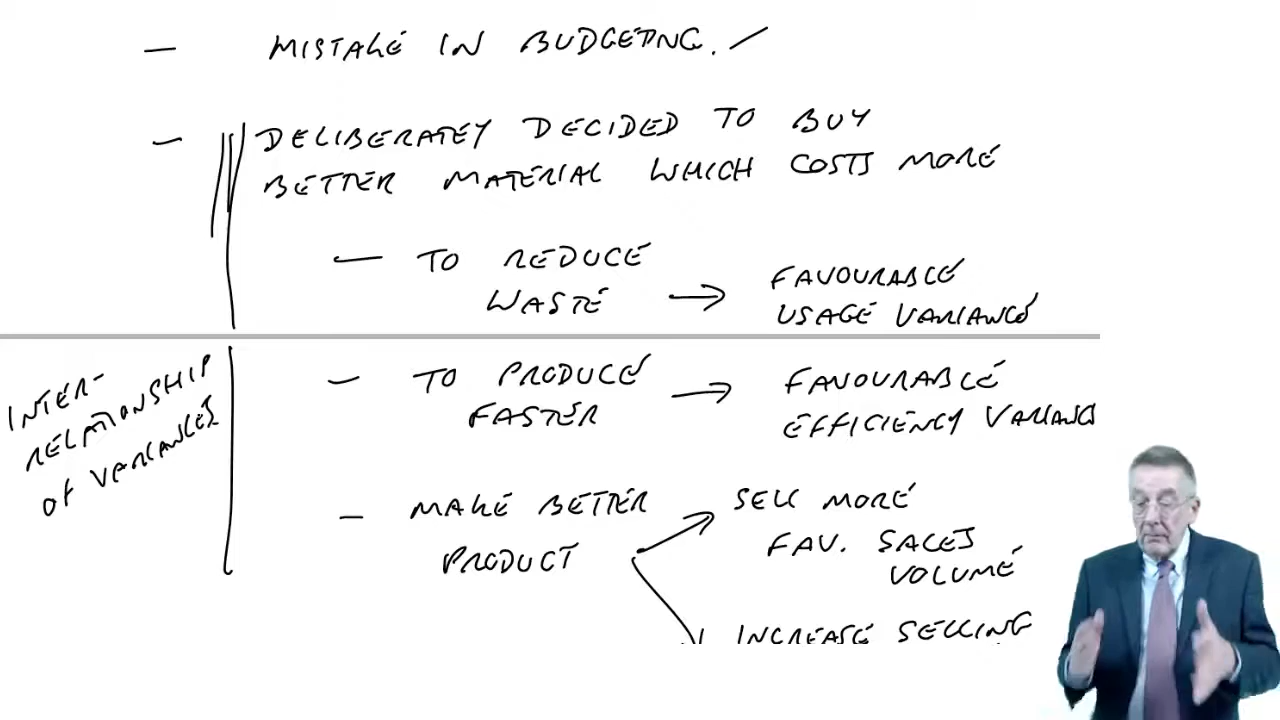 - MISTAKE IN BUDGETING.
- DELIBERATEY DECIDED TO BUY
BETTER MATERIAL WHICH COSTS MORE
- TO REDUCE
WASTE → FAVOURABLE
USAGE VARIANCE
INTER-
RELATIONSHIP
OF VARIANCES
- TO PRODUCE
FASTER → FAVOURABLE
EFFICIENCY VARIANCE
- MAKE BETTER
PRODUCT
SELL MORE
FAV. SALES
VOLUME
INCREASE SELLING